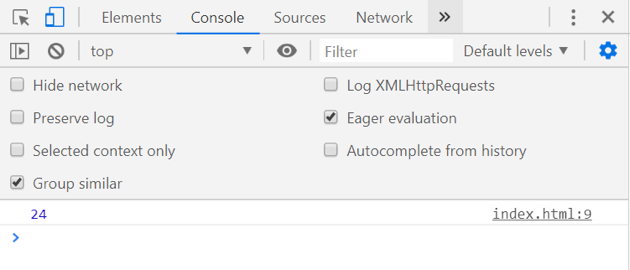 Elements Console Sources Network »
top Filter Default levels
Hide network Log XMLHttpRequests
Preserve log Eager evaluation
Selected context only Autocomplete from history
Group similar
24 index.html:9
>